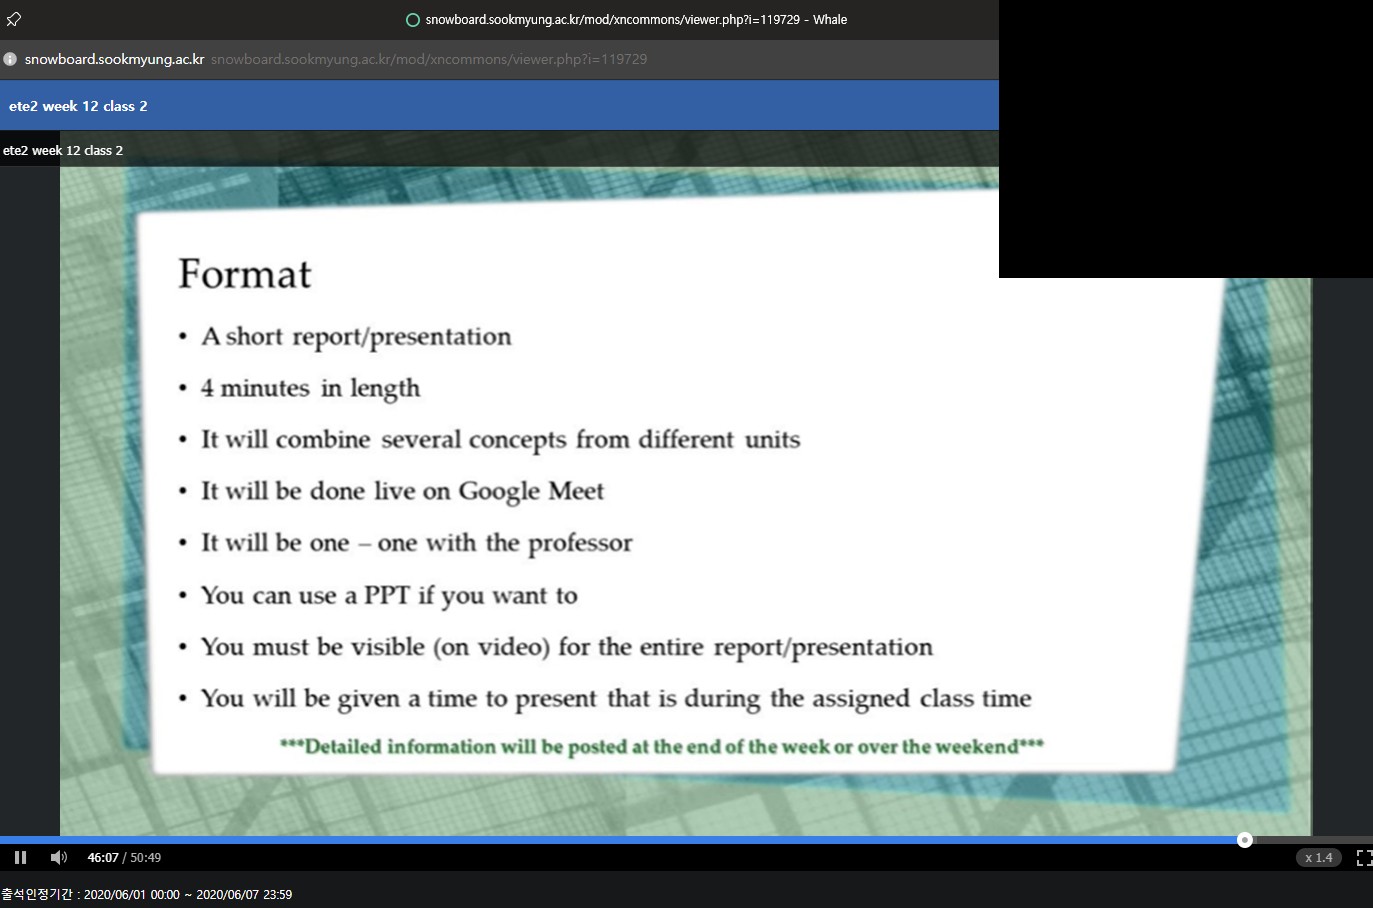 snowboard.sookmyung.ac.kr/mod/xncommons/viewer.php?i=119729 - Whale
snowboard.sookmyung.ac.kr snowboard.sookmyung.ac.kr/mod/xncommons/viewer.php?i=119729
ete2 week 12 class 2
ete2 week 12 class 2
Format
• A short report/presentation
• 4 minutes in length
• It will combine several concepts from different units
• It will be done live on Google Meet
• It will be one – one with the professor
• You can use a PPT if you want to
• You must be visible (on video) for the entire report/presentation
• You will be given a time to present that is during the assigned class time
***Detailed information will be posted at the end of the week or over the weekend***
46:07 / 50:49
x 1.4
출석인정기간 : 2020/06/01 00:00 ~ 2020/06/07 23:59